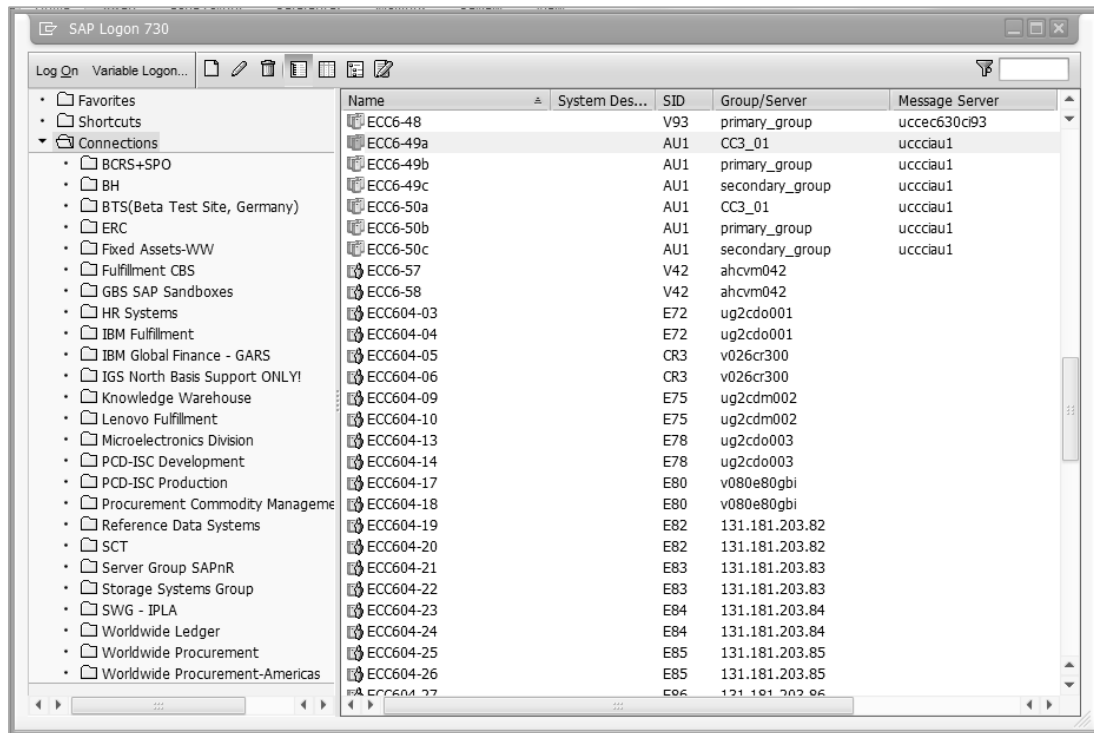 SAP Logon 730
Log On Variable Logon...
Favorites
Shortcuts
Connections
BCRS+SPO
BH
BTS(Beta Test Site, Germany)
ERC
Fixed Assets-WW
Fulfillment CBS
GBS SAP Sandboxes
HR Systems
IBM Fulfillment
IBM Global Finance - GARS
IGS North Basis Support ONLY!
Knowledge Warehouse
Lenovo Fulfillment
Microelectronics Division
PCD-ISC Development
PCD-ISC Production
Procurement Commodity Manageme
Reference Data Systems
SCT
Server Group SAPnR
Storage Systems Group
SWG - IPLA
Worldwide Ledger
Worldwide Procurement
Worldwide Procurement-Americas
Name System Des... SID Group/Server Message Server
ECC6-48 V93 primary_group uccec630ci93
ECC6-49a AU1 CC3_01 uccciau1
ECC6-49b AU1 primary_group uccciau1
ECC6-49c AU1 secondary_group uccciau1
ECC6-50a AU1 CC3_01 uccciau1
ECC6-50b AU1 primary_group uccciau1
ECC6-50c AU1 secondary_group uccciau1
ECC6-57 V42 ahcvm042
ECC6-58 V42 ahcvm042
ECC604-03 E72 ug2cdo001
ECC604-04 E72 ug2cdo001
ECC604-05 CR3 v026cr300
ECC604-06 CR3 v026cr300
ECC604-09 E75 ug2cdm002
ECC604-10 E75 ug2cdm002
ECC604-13 E78 ug2cdo003
ECC604-14 E78 ug2cdo003
ECC604-17 E80 v080e80gbi
ECC604-18 E80 v080e80gbi
ECC604-19 E82 131.181.203.82
ECC604-20 E82 131.181.203.82
ECC604-21 E83 131.181.203.83
ECC604-22 E83 131.181.203.83
ECC604-23 E84 131.181.203.84
ECC604-24 E84 131.181.203.84
ECC604-25 E85 131.181.203.85
ECC604-26 E85 131.181.203.85
ECC604-27 E86 131.181.203.86